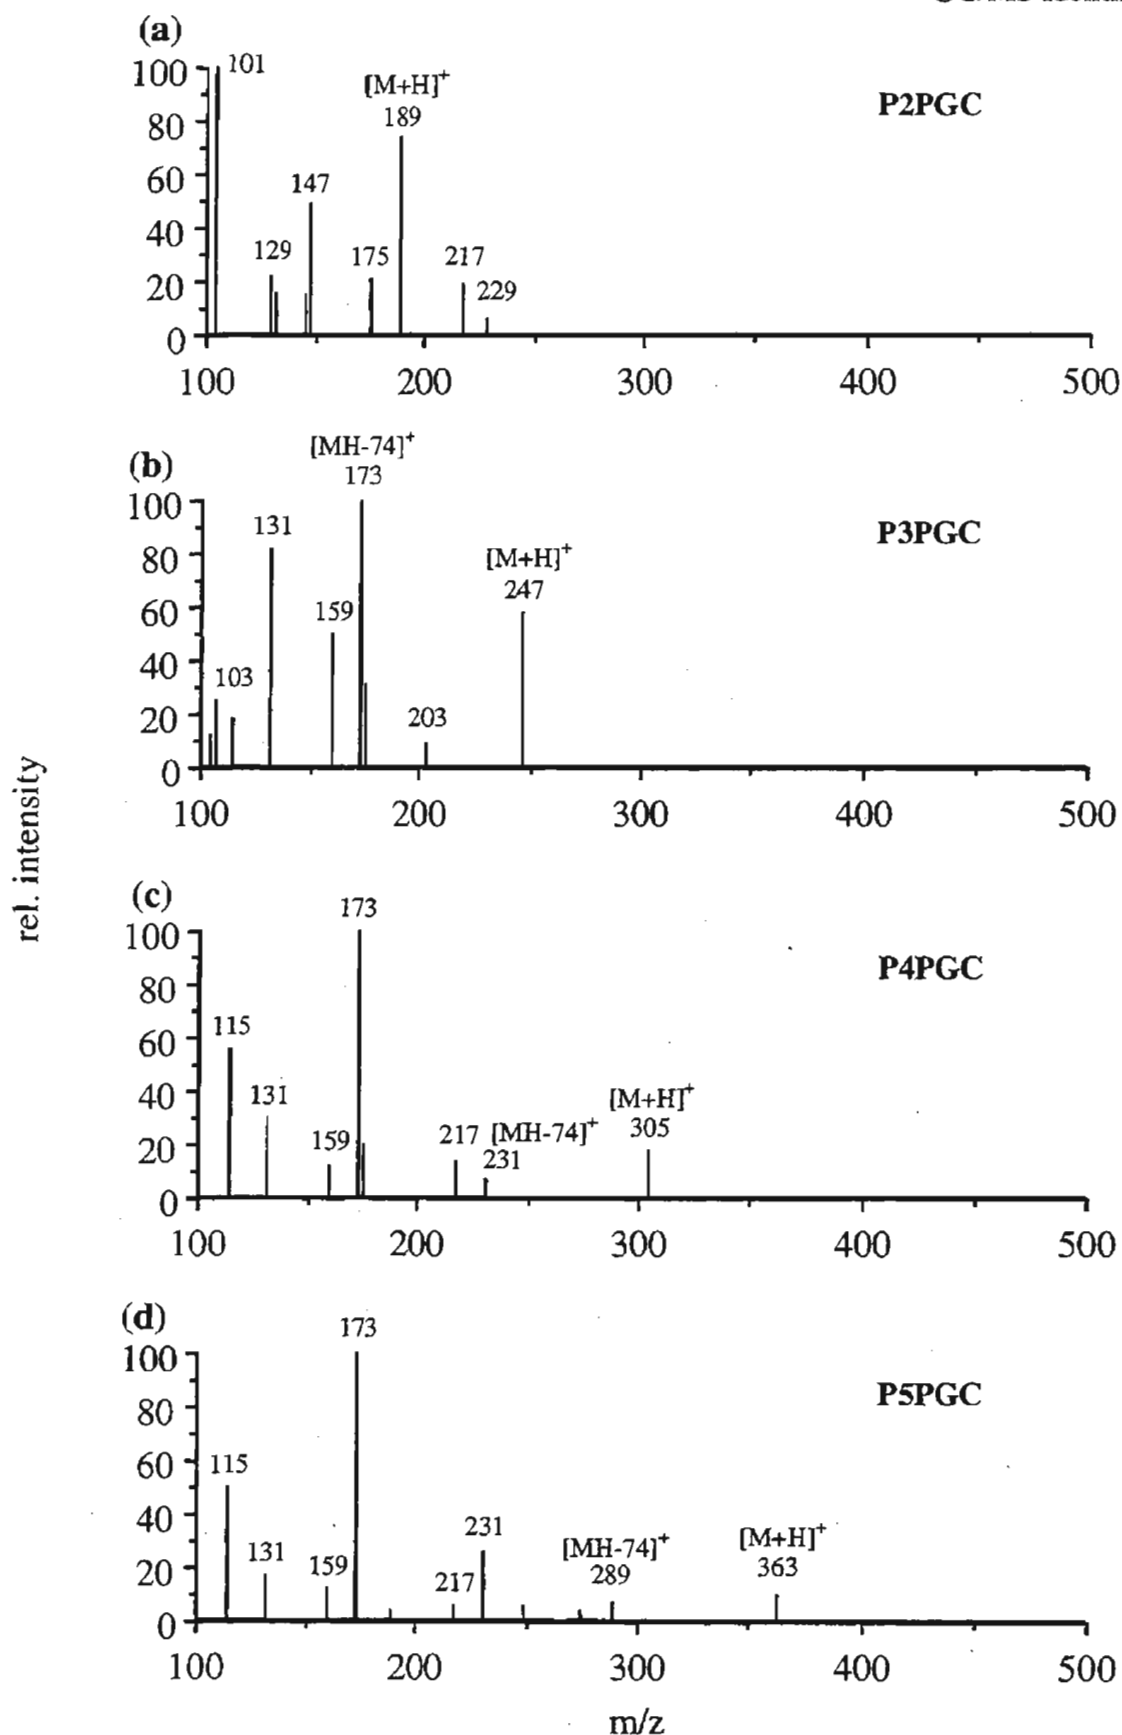 (a)
100 101 [M+H]+
189 P2PGC
80
60 147
40 129 175 217
20 229
0
100 200 300 400 500
(b) [MH-74]+
173
100 131 P3PGC
80 [M+H]+
247
60 159
40 103
20 203
0
100 200 300 400 500
rel. intensity
(c) 173
100 P4PGC
80
60 115
40 131 [M+H]+
305
20 159 217 [MH-74]+
231
0
100 200 300 400 500
(d) 173
100 P5PGC
80
60 115
40 231 [MH-74]+ [M+H]+
289 363
20 131 159 217
0
100 200 300 400 500
m/z